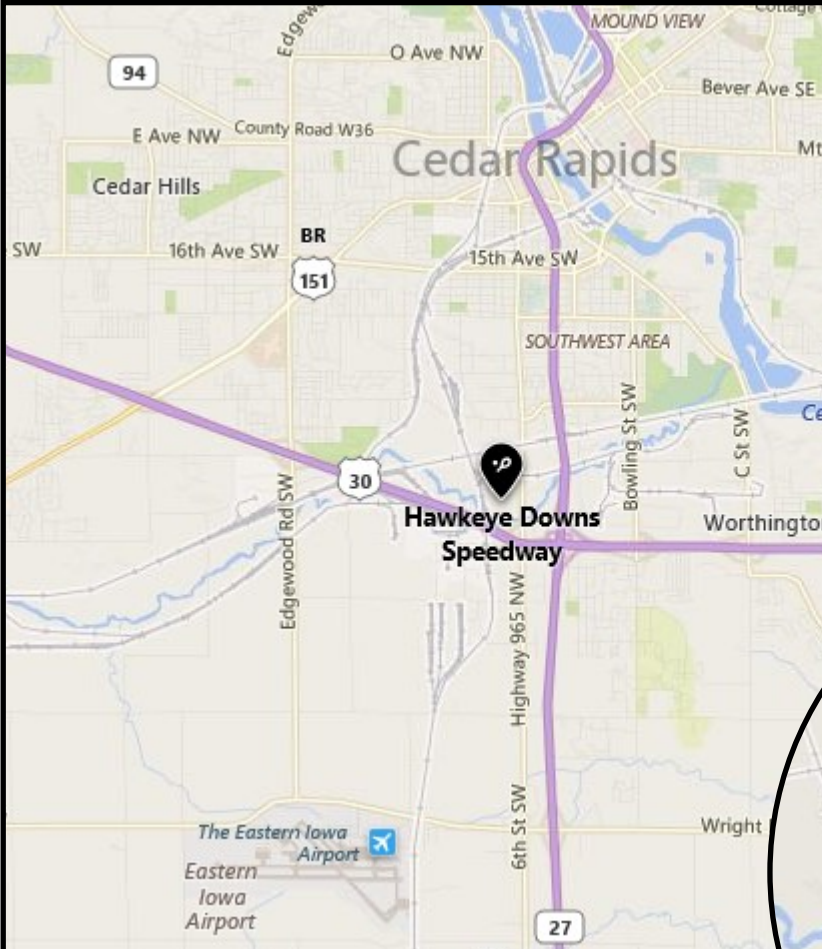 MOUND VIEW
94
O Ave NW
Bever Ave SE
E Ave NW
County Road W36
Cedar Rapids
Cedar Hills
SW
16th Ave SW
BR
151
15th Ave SW
SOUTHWEST AREA
Bowling St SW
C St SW
30
Hawkeye Downs
Speedway
Edgewood Rd SW
Highway 965 NW
6th St SW
The Eastern Iowa
Airport
Eastern
Iowa
Airport
Wright
27